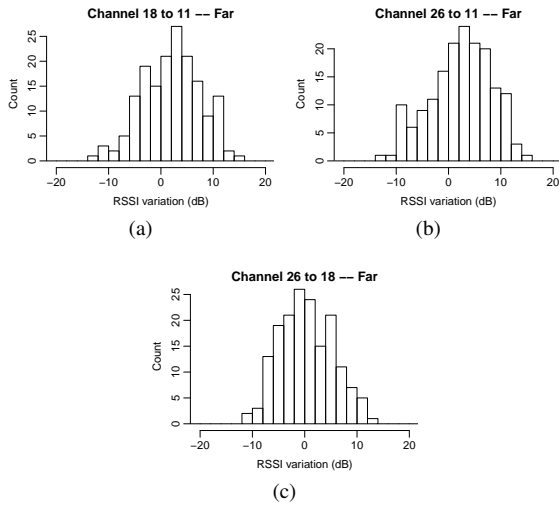 Channel 18 to 11 −− Far
Count
0 5 10 15 20 25
−20 −10 0 10 20
RSSI variation (dB)
(a)
Channel 26 to 11 −− Far
Count
0 5 10 15 20
−20 −10 0 10 20
RSSI variation (dB)
(b)
Channel 26 to 18 −− Far
Count
0 5 10 15 20 25
−20 −10 0 10 20
RSSI variation (dB)
(c)